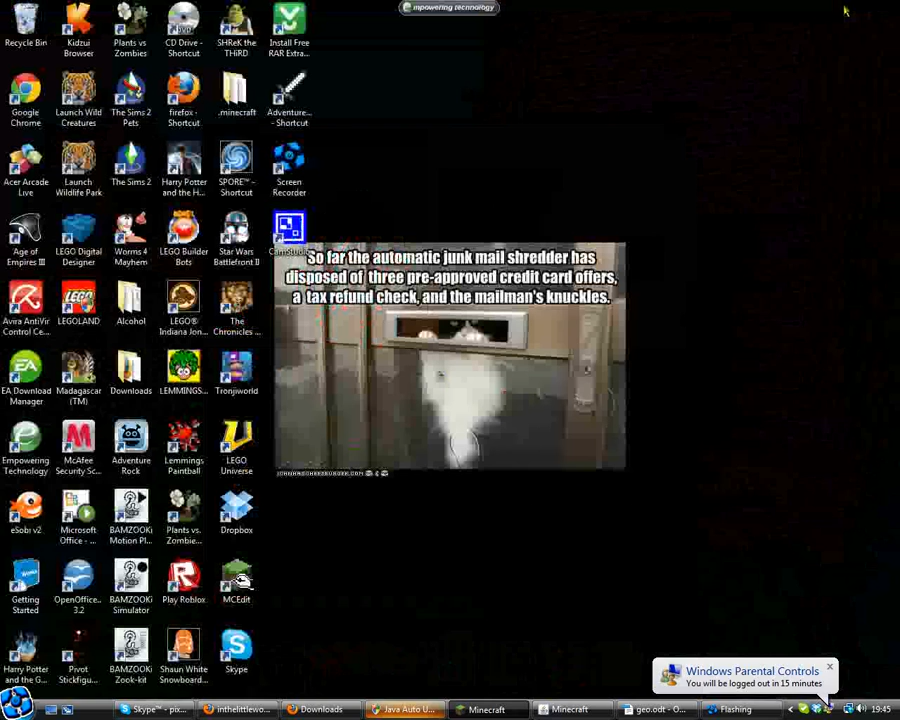 mpowering technology
Recycle Bin
Kidzui Browser
Plants vs Zombies
CD Drive - Shortcut
SHReK the THiRD
Install Free RAR Extra...
Google Chrome
Launch Wild Creatures
The Sims 2 Pets
firefox - Shortcut
.minecraft
Adventure... - Shortcut
Acer Arcade Live
Launch Wildlife Park
The Sims 2
Harry Potter and the H...
SPORE™ - Shortcut
Screen Recorder
Age of Empires III
LEGO Digital Designer
Worms 4 Mayhem
LEGO Builder Bots
Star Wars Battlefront II
CamStudio
So far the automatic junk mail shredder has
disposed of three pre-approved credit card offers,
a tax refund check, and the mailman's knuckles.
Avira AntiVir Control Ce...
LEGOLAND
Alcohol
LEGO® Indiana Jon...
The Chronicles ...
EA Download Manager
Madagascar (TM)
Downloads
LEMMINGS...
Tronjiworld
Empowering Technology
McAfee Security Sc...
Adventure Rock
Lemmings Paintball
LEGO Universe
eSobi v2
Microsoft Office - ...
BAMZOOKi Motion Pl...
Plants vs. Zombie...
Dropbox
Getting Started
OpenOffice... 3.2
BAMZOOKi Simulator
Play Roblox
MCEdit
Harry Potter and the G...
Pivot Stickfigu...
BAMZOOKi Zook-kit
Shaun White Snowboard...
Skype
Windows Parental Controls
You will be logged out in 15 minutes
Skype™ - pix...
inthelittlewo...
Downloads
Java Auto U...
Minecraft
Minecraft
geo.odt - O...
Flashing
19:45